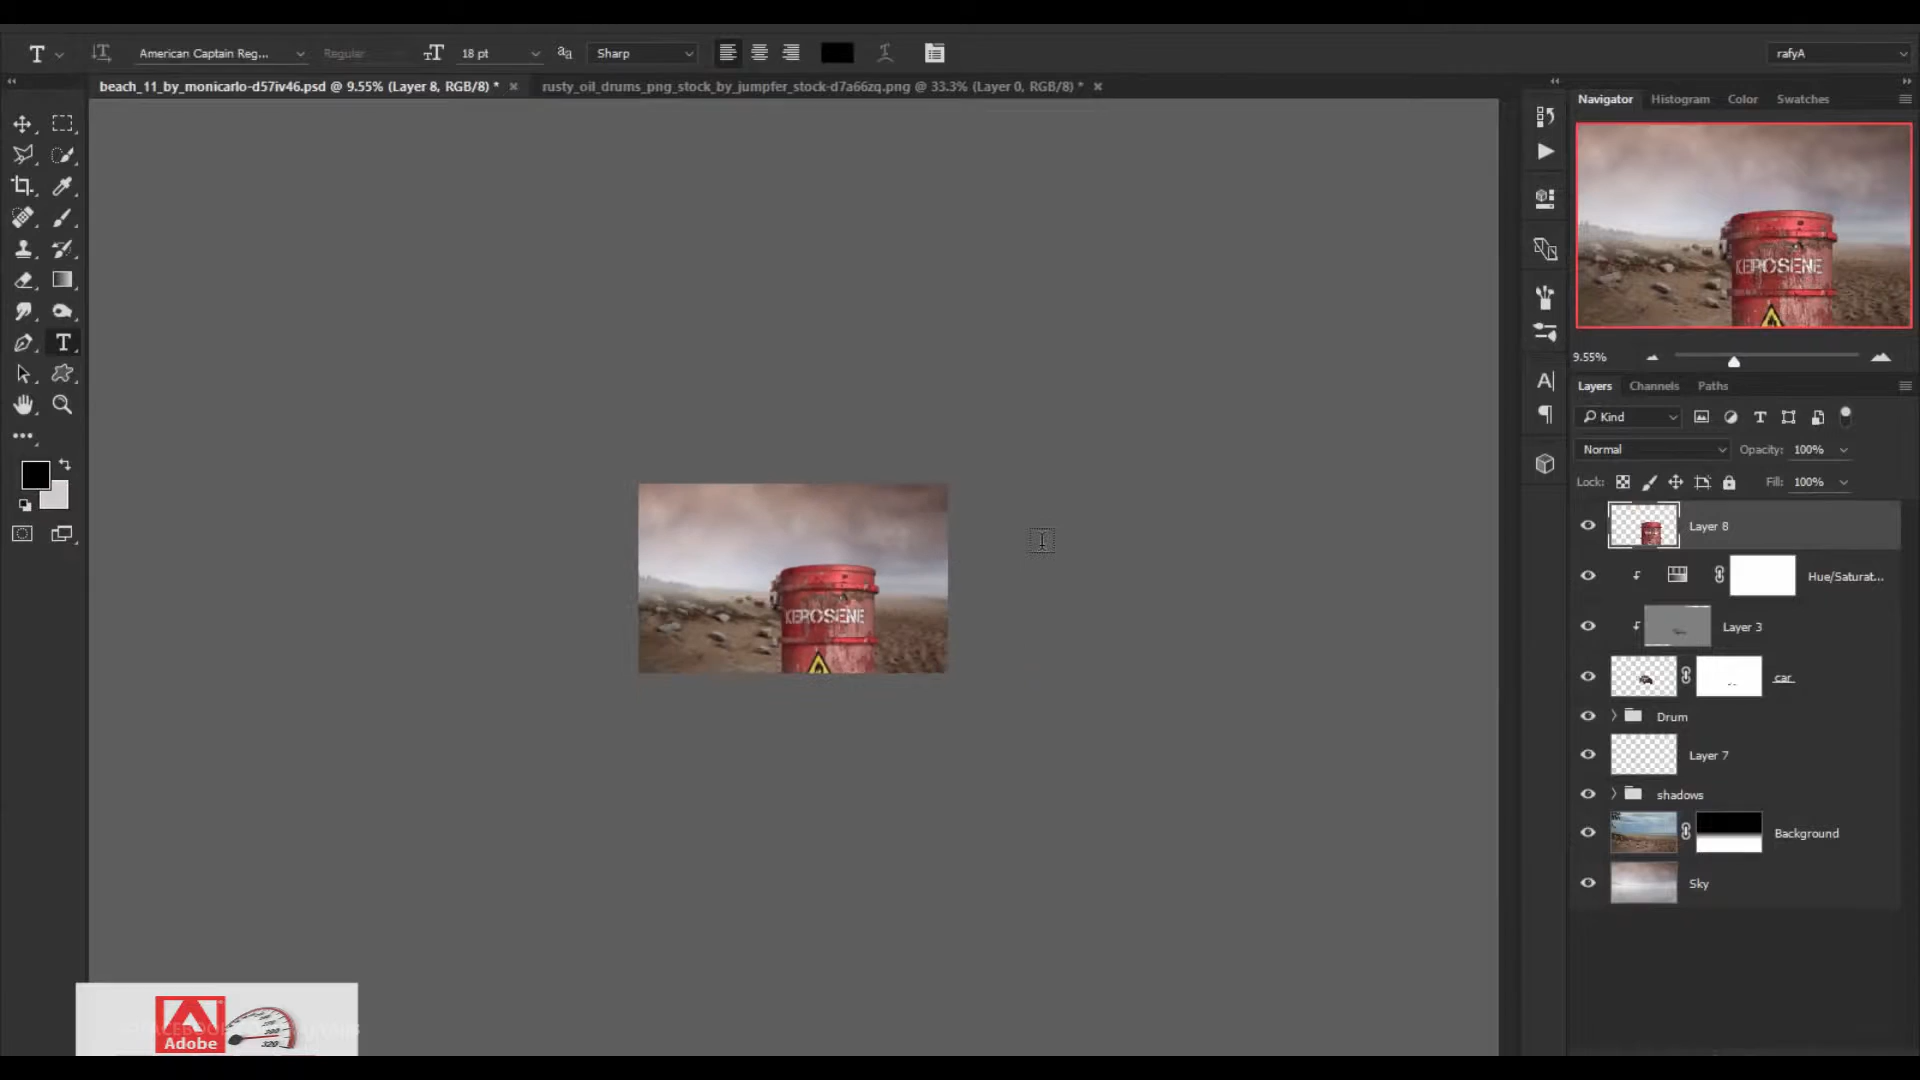 American Captain Reg...
Regular
18 pt
Sharp
rafyA
beach_11_by_monicarlo-d57iv46.psd @ 9.55% (Layer 8, RGB/8) *
rusty_oil_drums_png_stock_by_jumpfer_stock-d7a66zq.png @ 33.3% (Layer 0, RGB/8) *
Navigator
Histogram
Color
Swatches
KEROSENE
9.55%
Layers
Channels
Paths
Kind
Normal
Opacity: 100%
Lock:
Fill: 100%
Layer 8
Hue/Saturat...
Layer 3
car
Drum
Layer 7
shadows
Background
Sky
KEROSENE
Adobe
320